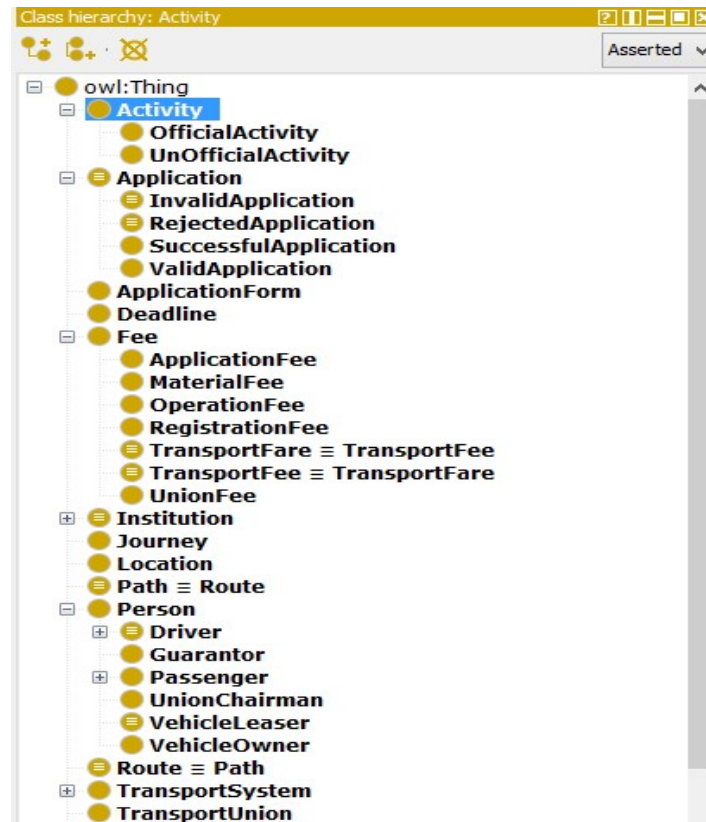 Class hierarchy: Activity
Asserted
owl:Thing
Activity
OfficialActivity
UnOfficialActivity
Application
InvalidApplication
RejectedApplication
SuccessfulApplication
ValidApplication
ApplicationForm
Deadline
Fee
ApplicationFee
MaterialFee
OperationFee
RegistrationFee
TransportFare ≡ TransportFee
TransportFee ≡ TransportFare
UnionFee
Institution
Journey
Location
Path ≡ Route
Person
Driver
Guarantor
Passenger
UnionChairman
VehicleLeaser
VehicleOwner
Route ≡ Path
TransportSystem
TransportUnion